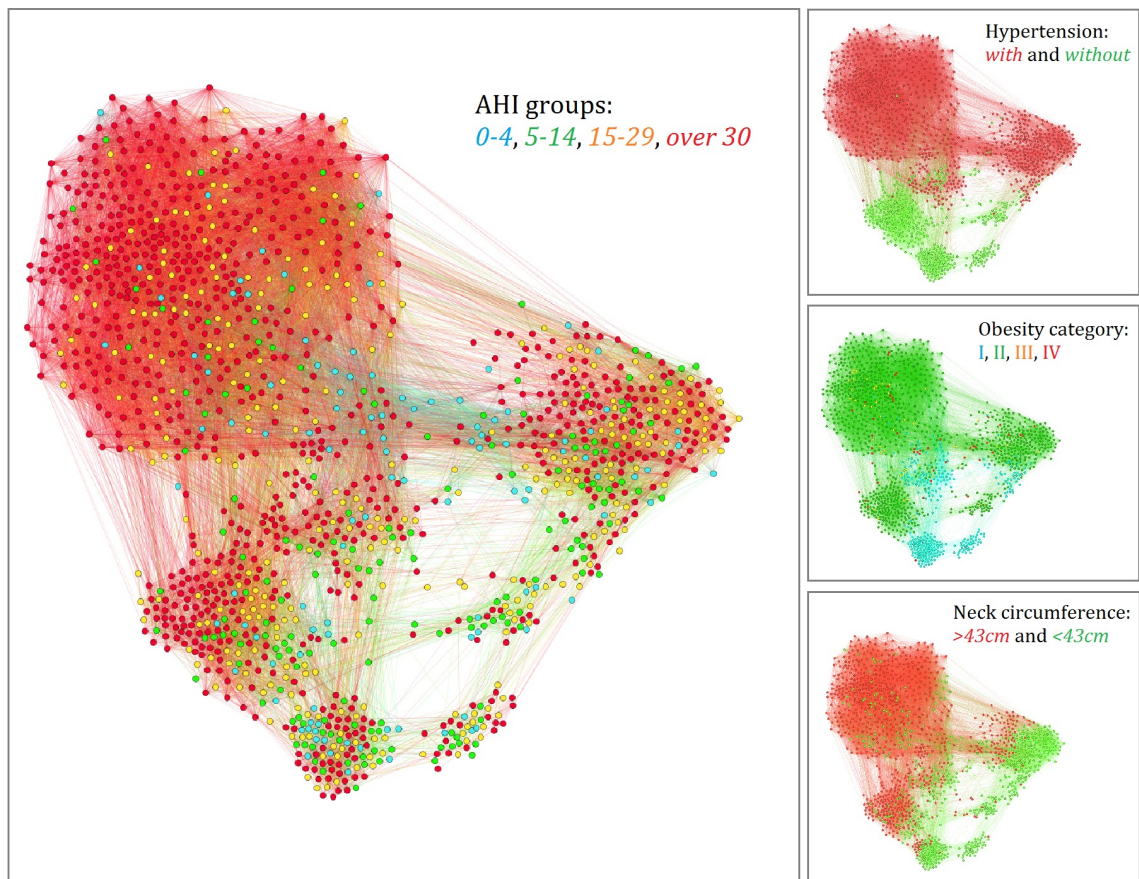 AHI groups:
0-4, 5-14, 15-29, over 30
Hypertension:
with and without
Obesity category:
I, II, III, IV
Neck circumference:
>43cm and <43cm